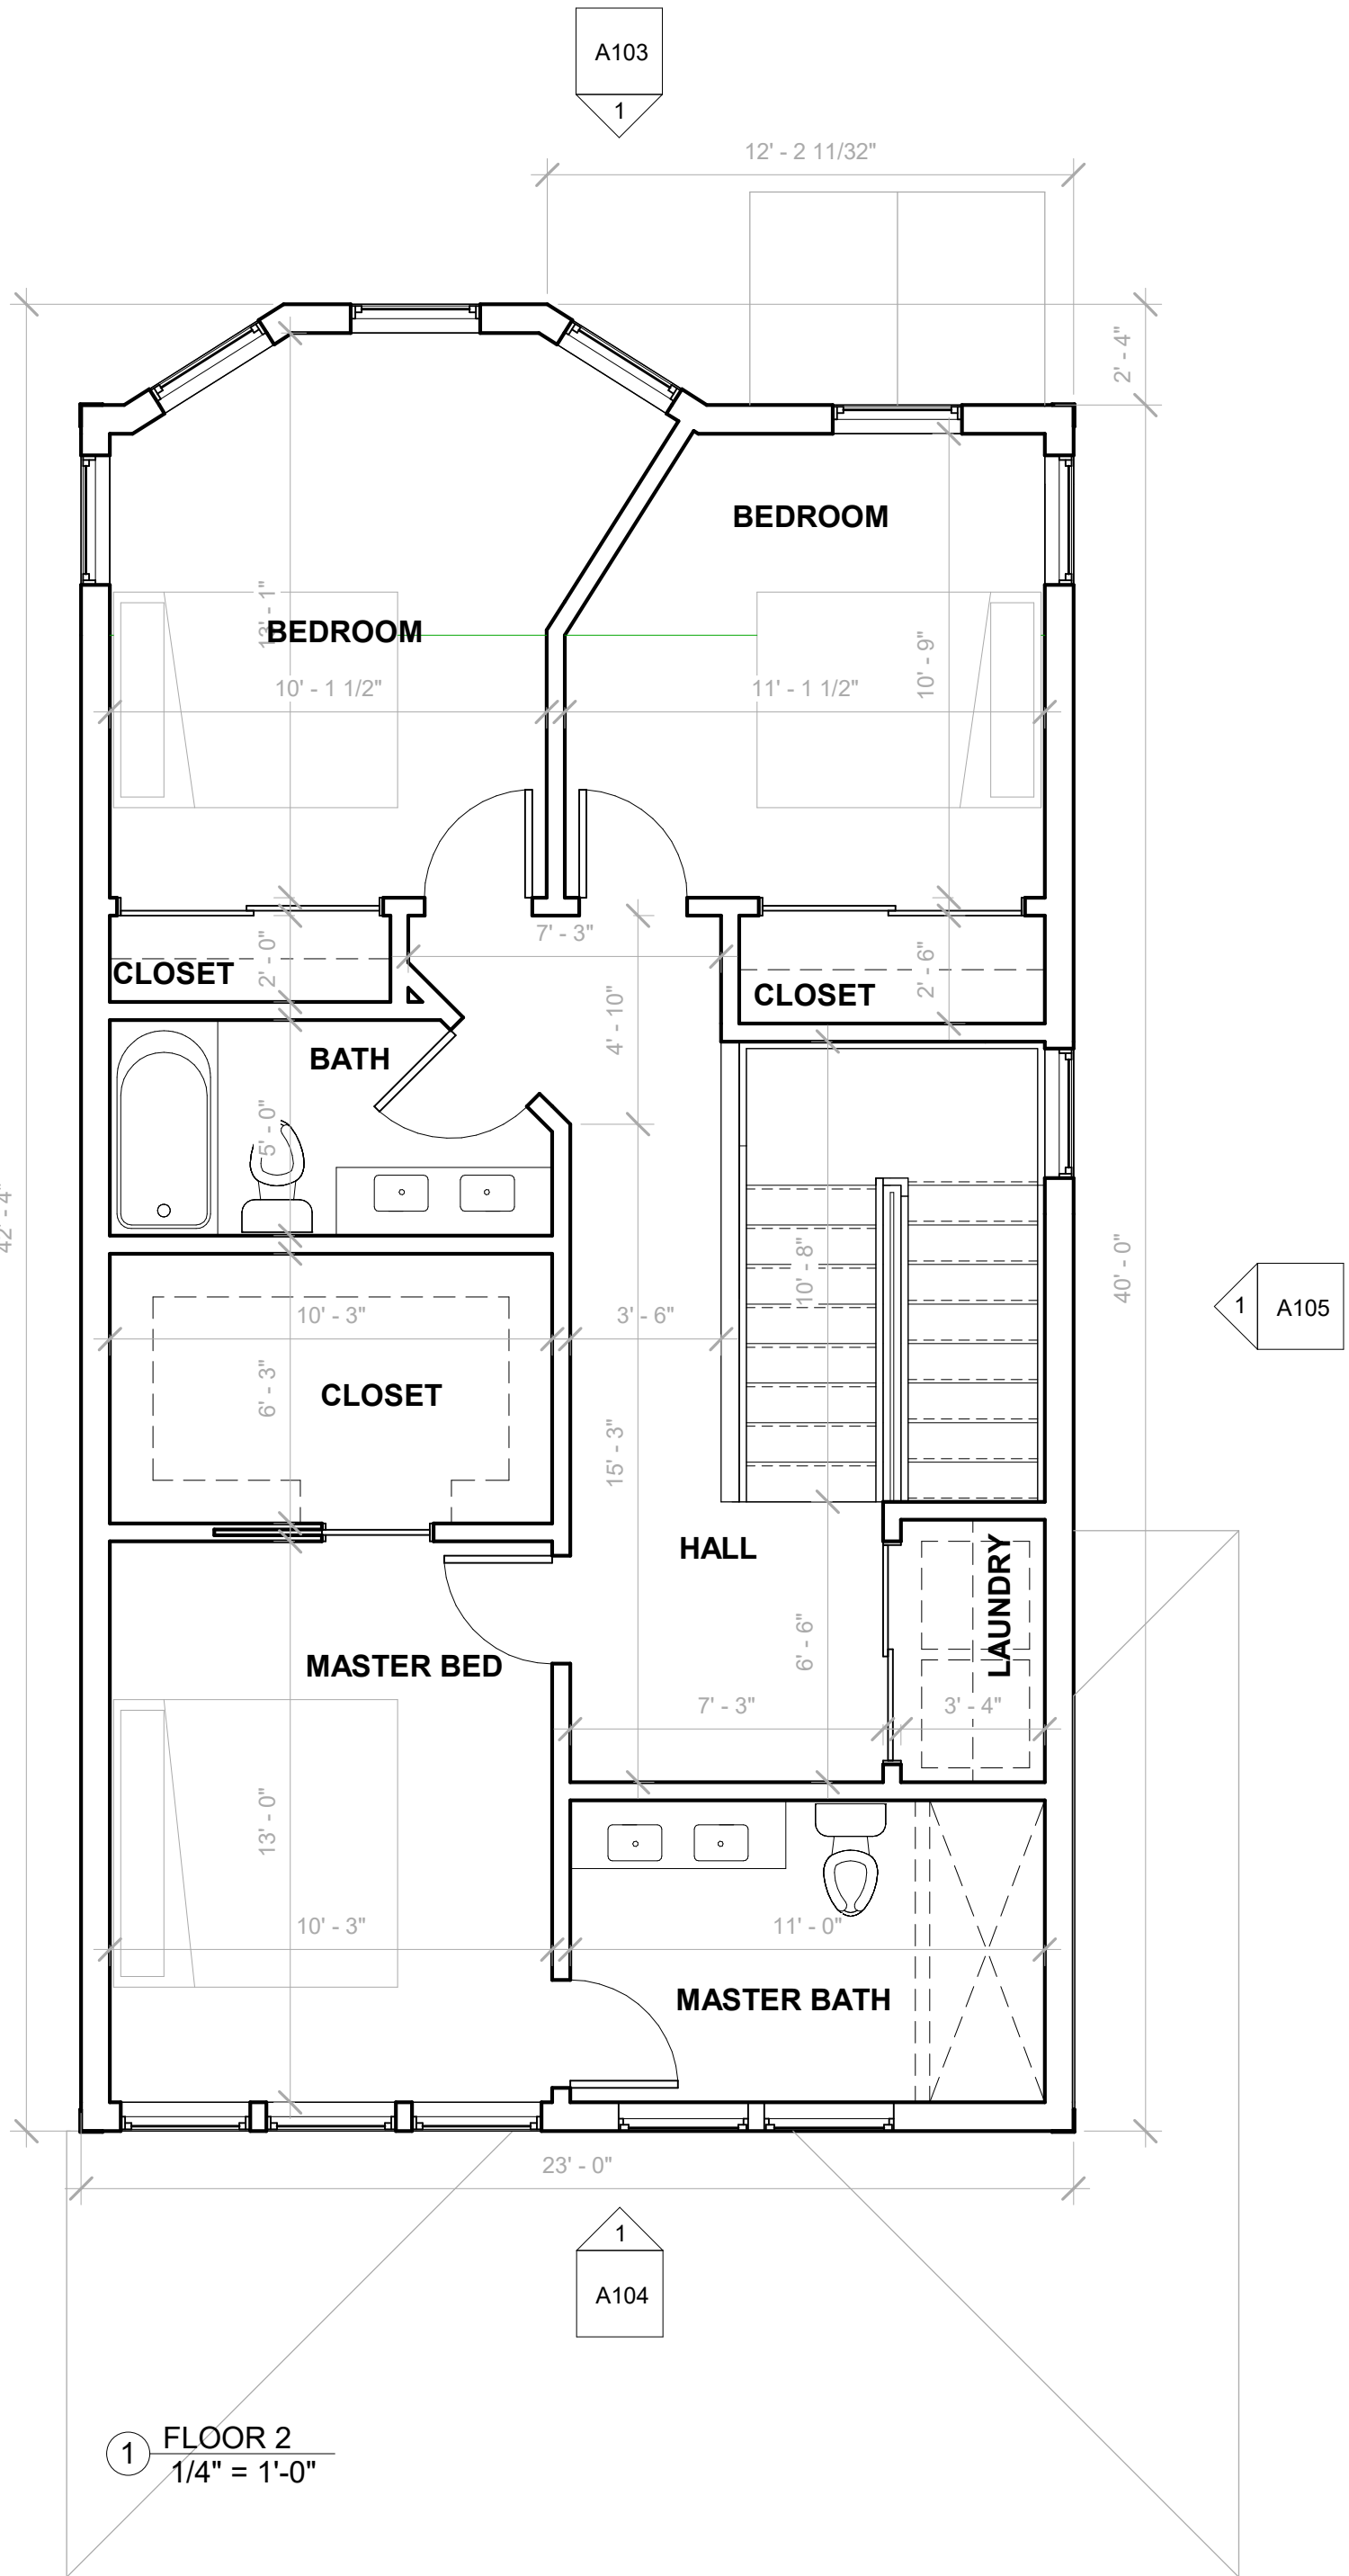 A103
1
12' - 2 11/32"
2' - 4"
BEDROOM
13' - 1"
BEDROOM
10' - 9"
10' - 1 1/2"
11' - 1 1/2"
7' - 3"
2' - 0"
CLOSET
2' - 6"
CLOSET
4' - 10"
BATH
5' - 0"
42' - 4"
10' - 8"
40' - 0"
1
A105
10' - 3"
3' - 6"
6' - 3"
CLOSET
15' - 3"
HALL
LAUNDRY
6' - 6"
MASTER BED
7' - 3"
3' - 4"
13' - 0"
10' - 3"
11' - 0"
MASTER BATH
23' - 0"
1
A104
1
FLOOR 2
1/4" = 1'-0"